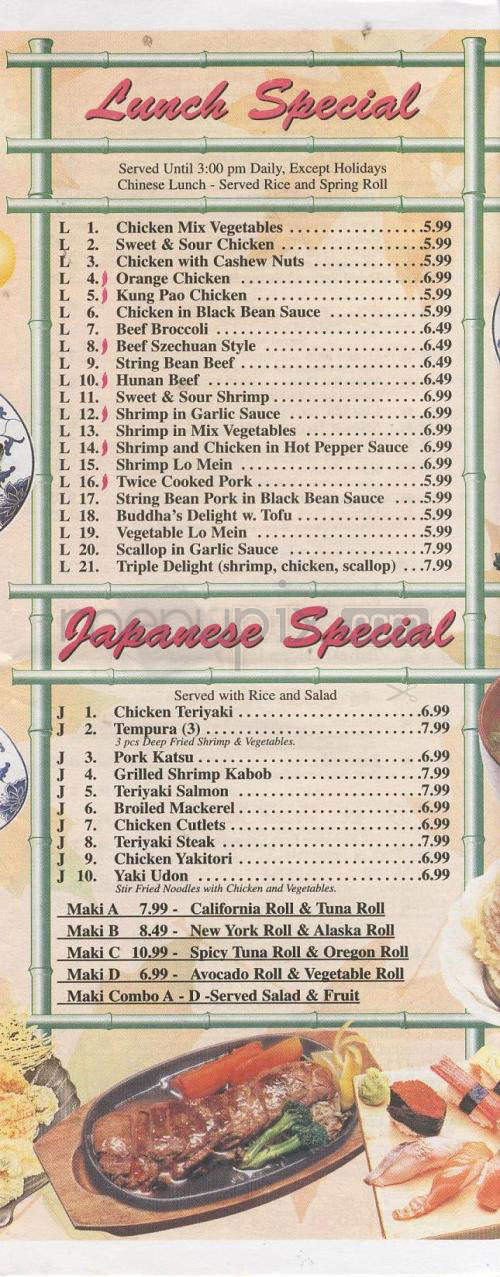 Lunch Special
Served Until 3:00 pm Daily, Except Holidays
Chinese Lunch - Served Rice and Spring Roll
L 1. Chicken Mix Vegetables ..................5.99
L 2. Sweet & Sour Chicken ..................5.99
L 3. Chicken with Cashew Nuts ...............5.99
L 4. Orange Chicken ........................6.99
L 5. Kung Pao Chicken .....................5.99
L 6. Chicken in Black Bean Sauce ............5.99
L 7. Beef Broccoli ..........................6.49
L 8. Beef Szechuan Style .....................6.49
L 9. String Bean Beef ........................6.49
L 10. Hunan Beef ............................6.49
L 11. Sweet & Sour Shrimp ...................6.99
L 12. Shrimp in Garlic Sauce ..................6.99
L 13. Shrimp in Mix Vegetables ................6.99
L 14. Shrimp and Chicken in Hot Pepper Sauce .6.99
L 15. Shrimp Lo Mein ........................6.99
L 16. Twice Cooked Pork .....................5.99
L 17. String Bean Pork in Black Bean Sauce ....5.99
L 18. Buddha's Delight w. Tofu .................5.99
L 19. Vegetable Lo Mein ......................5.99
L 20. Scallop in Garlic Sauce ..................7.99
L 21. Triple Delight (shrimp, chicken, scallop) ...7.99
Japanese Special
Served with Rice and Salad
J 1. Chicken Teriyaki ........................6.99
J 2. Tempura (3) ............................7.99
3 pcs Deep Fried Shrimp & Vegetables.
J 3. Pork Katsu .............................6.99
J 4. Grilled Shrimp Kabob ...................7.99
J 5. Teriyaki Salmon ........................7.99
J 6. Broiled Mackerel ........................6.99
J 7. Chicken Cutlets .........................6.99
J 8. Teriyaki Steak ..........................7.99
J 9. Chicken Yakitori ........................6.99
J 10. Yaki Udon .............................6.99
Stir Fried Noodles with Chicken and Vegetables.
Maki A 7.99 - California Roll & Tuna Roll
Maki B 8.49 - New York Roll & Alaska Roll
Maki C 10.99 - Spicy Tuna Roll & Oregon Roll
Maki D 6.99 - Avocado Roll & Vegetable Roll
Maki Combo A - D -Served Salad & Fruit